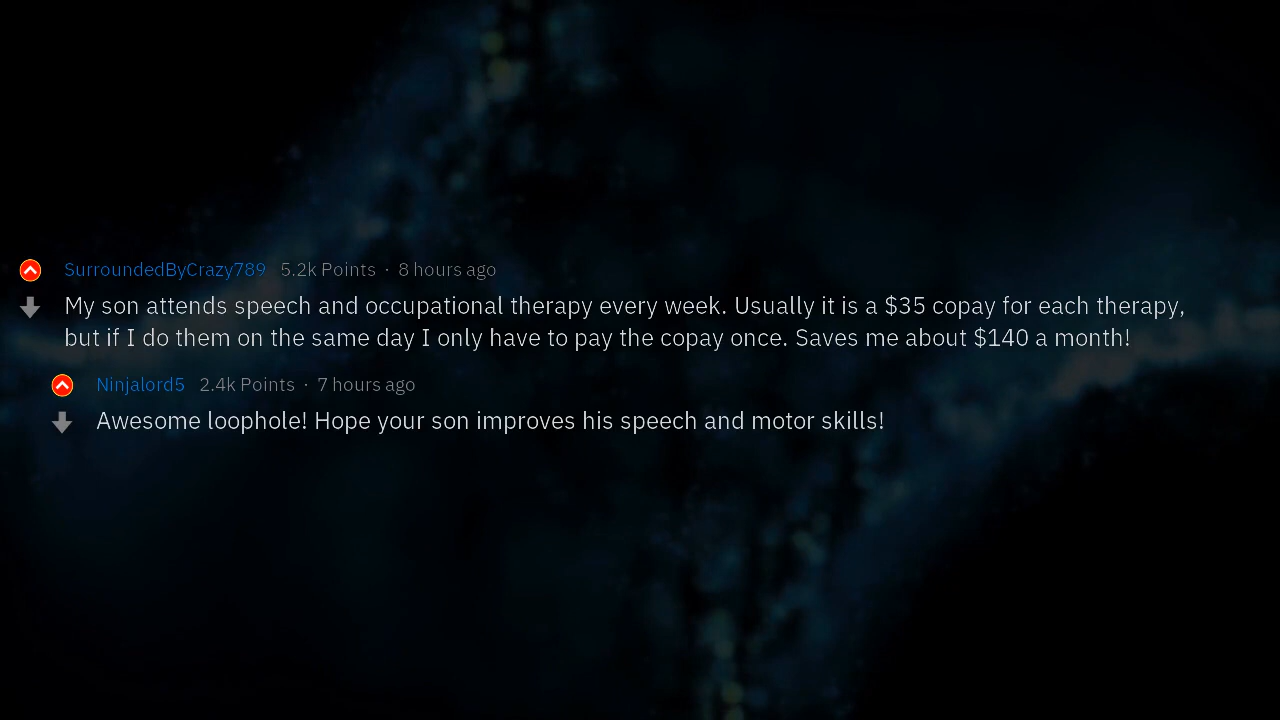 SurroundedByCrazy789 5.2k Points · 8 hours ago
My son attends speech and occupational therapy every week. Usually it is a $35 copay for each therapy,
but if I do them on the same day I only have to pay the copay once. Saves me about $140 a month!
Ninjalord5 2.4k Points · 7 hours ago
Awesome loophole! Hope your son improves his speech and motor skills!